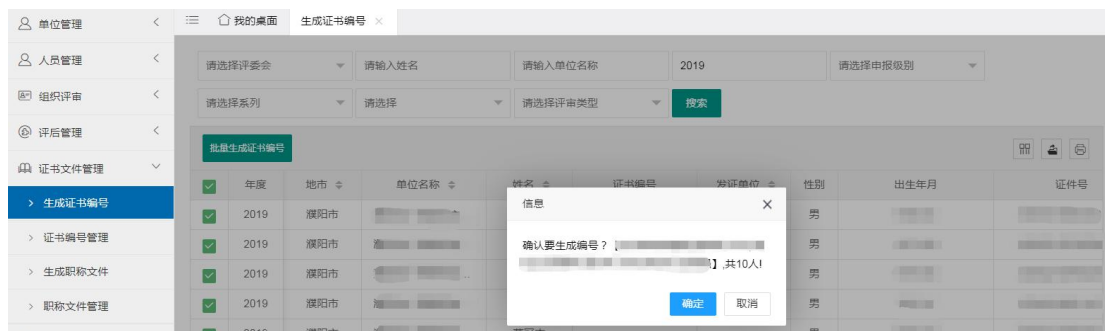 单位管理
我的桌面 生成证书编号
人员管理
请选择评委会 请输入姓名 请输入单位名称 2019 请选择申报级别
组织评审
请选择系列 请选择 请选择评审类型 搜索
评后管理
批量生成证书编号
证书文件管理
年度 地市 单位名称 姓名 证书编号 发证单位 性别 出生年月 证件号
生成证书编号
信息
2019 濮阳市 男
证书编号管理
2019 濮阳市 男
确认要生成编号？【
】,共10人!
生成职称文件
2019 濮阳市 男
职称文件管理
2019 濮阳市 男
确定 取消